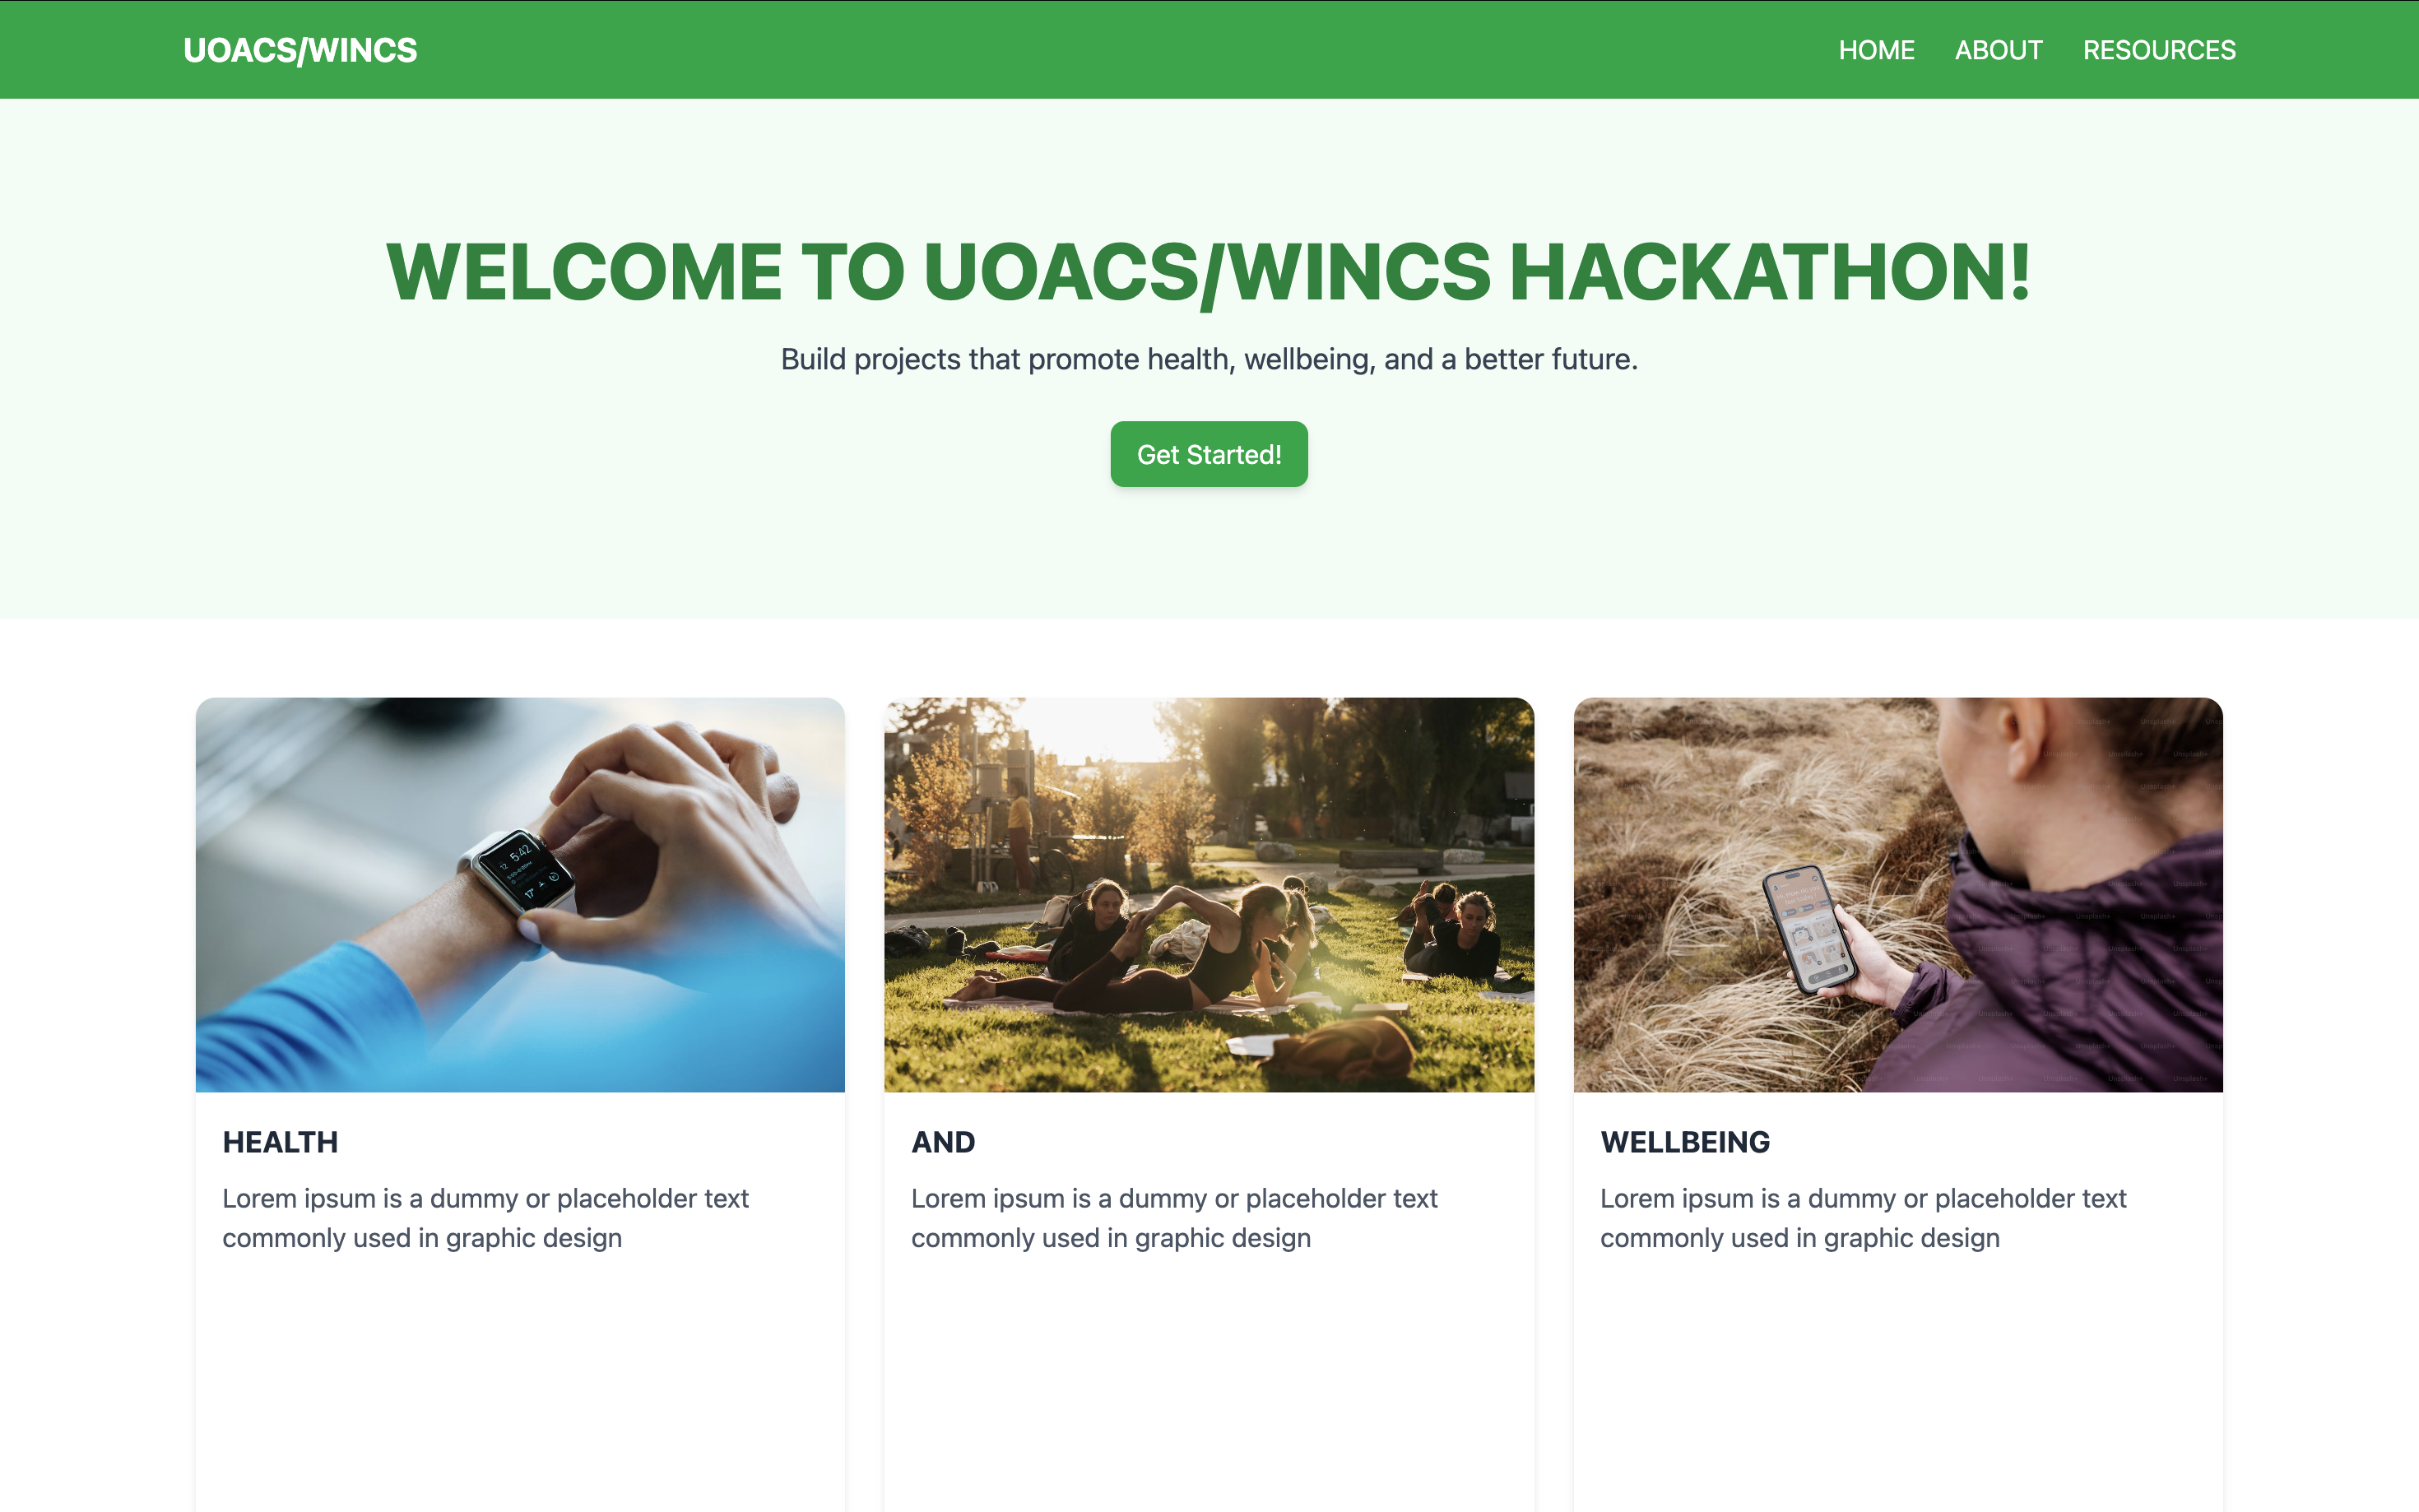 UOACS/WINCS
HOME ABOUT RESOURCES
WELCOME TO UOACS/WINCS HACKATHON!
Build projects that promote health, wellbeing, and a better future.
Get Started!
5:42
HEALTH
Lorem ipsum is a dummy or placeholder text
commonly used in graphic design
AND
Lorem ipsum is a dummy or placeholder text
commonly used in graphic design
Unsplash+
WELLBEING
Lorem ipsum is a dummy or placeholder text
commonly used in graphic design